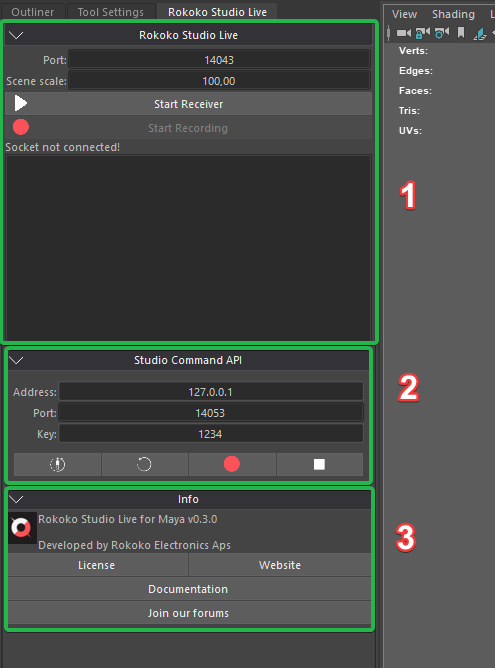 Outliner Tool Settings Rokoko Studio Live
View Shading
Rokoko Studio Live
Port: 14043
Scene scale: 100,00
Start Receiver
Start Recording
Socket not connected!
Verts:
Edges:
Faces:
Tris:
UVs:
1
Studio Command API
Address: 127.0.0.1
Port: 14053
Key: 1234
2
Info
Rokoko Studio Live for Maya v0.3.0
Developed by Rokoko Electronics Aps
License Website
Documentation
Join our forums
3